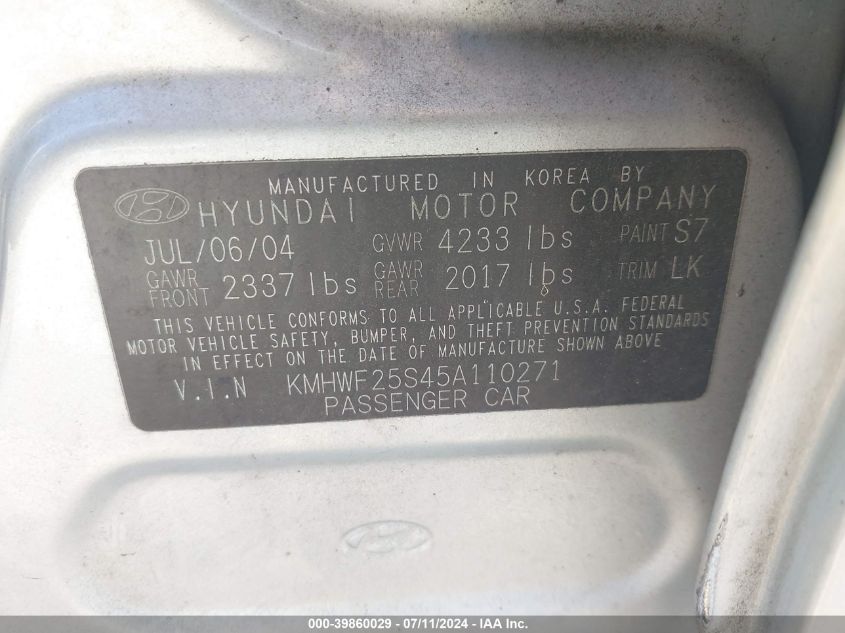 MANUFACTURED IN KOREA BY
HYUNDAI MOTOR COMPANY
JUL/06/04 GVWR 4233 lbs PAINT S7
GAWR FRONT 2337 lbs GAWR REAR 2017 lbs TRIM LK
THIS VEHICLE CONFORMS TO ALL APPLICABLE U.S.A. FEDERAL
MOTOR VEHICLE SAFETY, BUMPER, AND THEFT PREVENTION STANDARDS
IN EFFECT ON THE DATE OF MANUFACTURE SHOWN ABOVE
V.I.N KMHWF25S45A110271
PASSENGER CAR
000-39860029 - 07/11/2024 - IAA Inc.